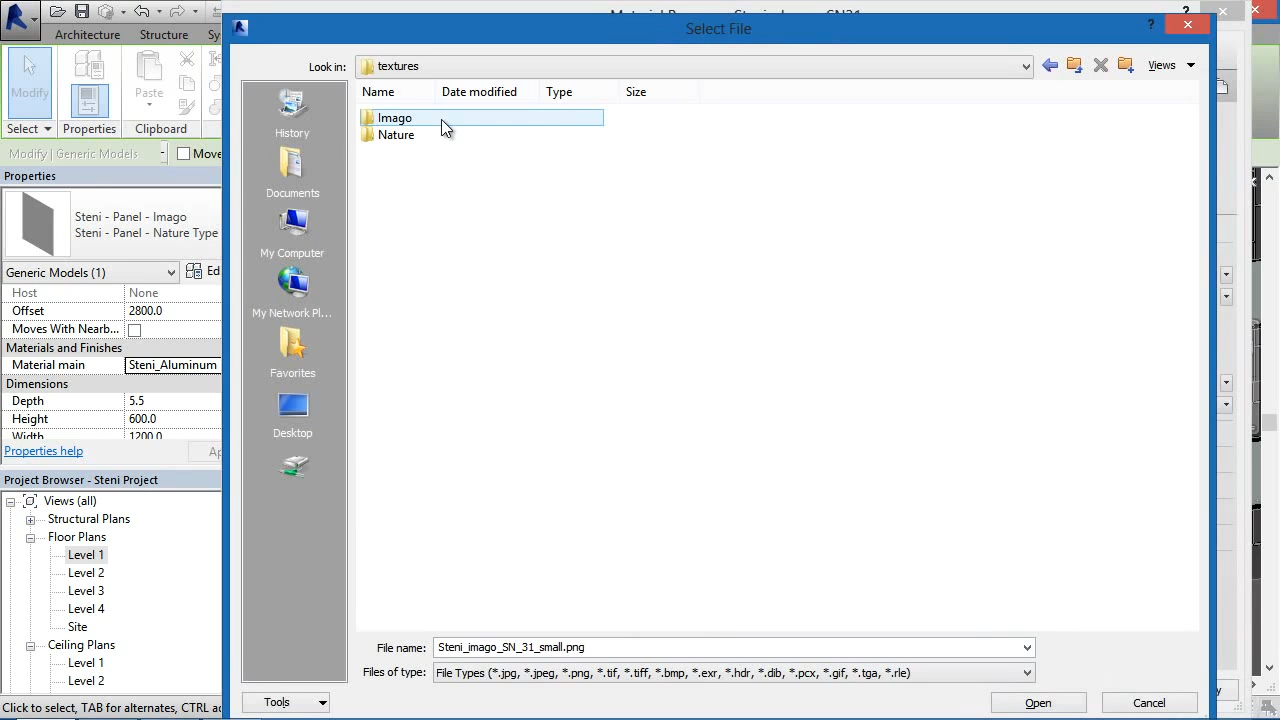 Select File
Architecture
Structure
Modify
Paste
Select
Properties
Clipboard
Modify | Generic Models
Move
Properties
Steni - Panel - Imago
Steni - Panel - Nature Type
Generic Models (1)
Ed
Host None
Offset 2800.0
Moves With Nearb...
Materials and Finishes
Material main Steni_Aluminum
Dimensions
Depth 5.5
Height 600.0
Width 1200.0
Properties help
Ap
Project Browser - Steni Project
Views (all)
Structural Plans
Floor Plans
Level 1
Level 2
Level 3
Level 4
Site
Ceiling Plans
Level 1
Level 2
Click to select, TAB for alternates, CTRL ac
Look in: textures
Views
Name Date modified Type Size
Imago
Nature
History
Documents
My Computer
My Network Pl...
Favorites
Desktop
File name: Steni_imago_SN_31_small.png
Files of type: File Types (*.jpg, *.jpeg, *.png, *.tif, *.tiff, *.bmp, *.exr, *.hdr, *.dib, *.pcx, *.gif, *.tga, *.rle)
Tools
Open
Cancel